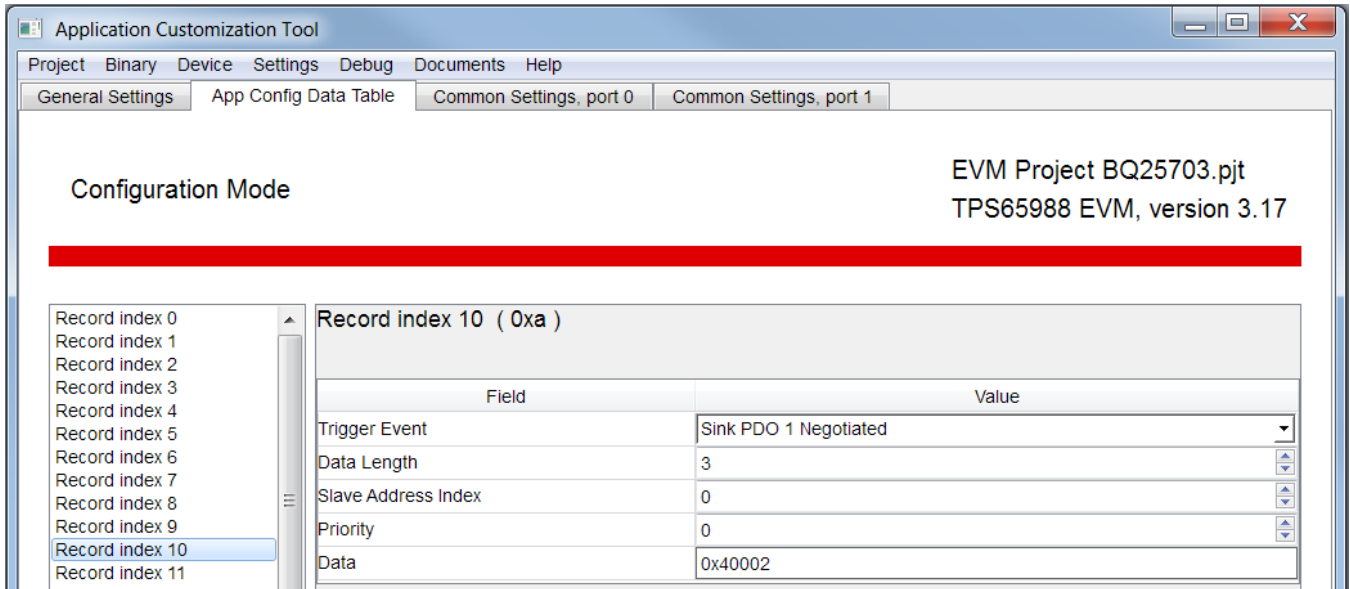 Application Customization Tool
Project Binary Device Settings Debug Documents Help
General Settings App Config Data Table Common Settings, port 0 Common Settings, port 1
Configuration Mode
EVM Project BQ25703.pjt
TPS65988 EVM, version 3.17
Record index 0
Record index 1
Record index 2
Record index 3
Record index 4
Record index 5
Record index 6
Record index 7
Record index 8
Record index 9
Record index 10
Record index 11
Record index 10 ( 0xa )
Field Value
Trigger Event Sink PDO 1 Negotiated
Data Length 3
Slave Address Index 0
Priority 0
Data 0x40002